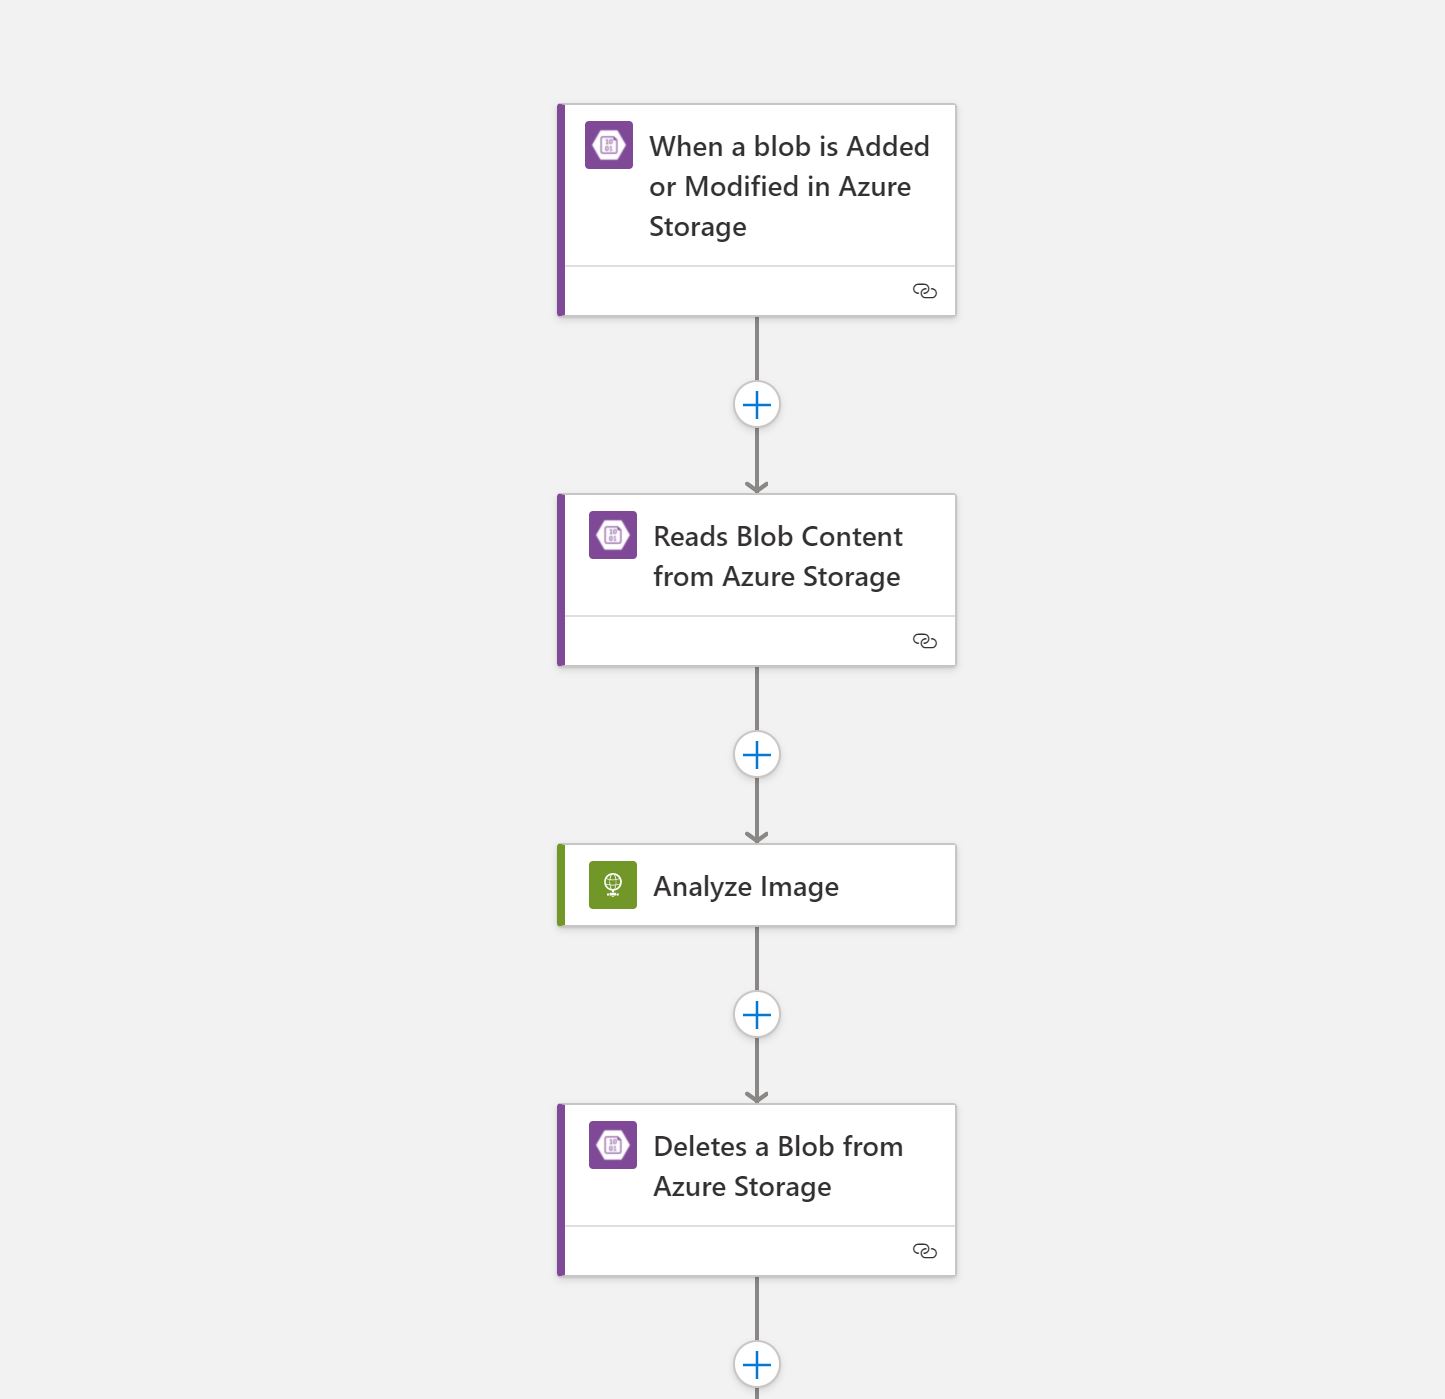 When a blob is Added
or Modified in Azure
Storage
Reads Blob Content
from Azure Storage
Analyze Image
Deletes a Blob from
Azure Storage